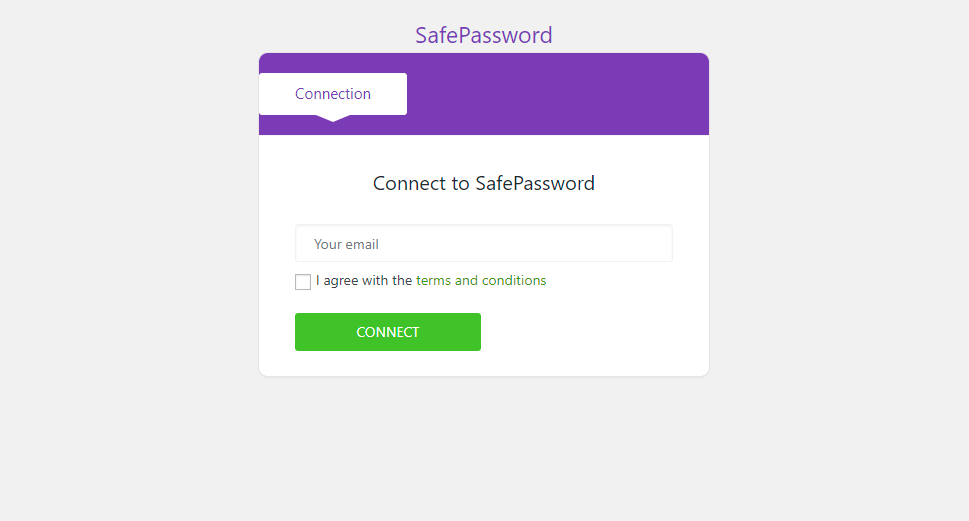 SafePassword
Connection
Connect to SafePassword
Your email
I agree with the terms and conditions
CONNECT